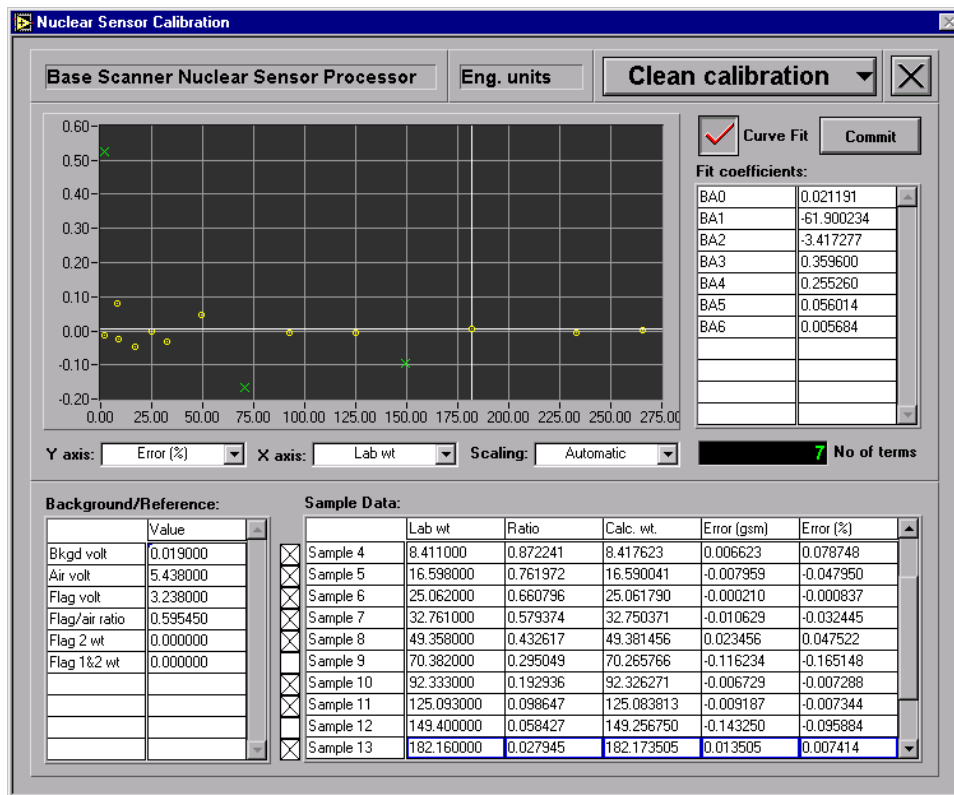 Nuclear Sensor Calibration
Base Scanner Nuclear Sensor Processor
Eng. units
Clean calibration
Curve Fit
Commit
Fit coefficients:
BA0 0.021191
BA1 -61.900234
BA2 -3.417277
BA3 0.359600
BA4 0.255260
BA5 0.056014
BA6 0.005684
7 No of terms
0.60
0.50
0.40
0.30
0.20
0.10
0.00
-0.10
-0.20
0.00 25.00 50.00 75.00 100.00 125.00 150.00 175.00 200.00 225.00 250.00 275.00
Y axis: Error (%) X axis: Lab wt Scaling: Automatic
Background/Reference:
Value
Bkgd volt 0.019000
Air volt 5.438000
Flag volt 3.238000
Flag/air ratio 0.595450
Flag 2 wt 0.000000
Flag 1&2 wt 0.000000
Sample Data:
Lab wt Ratio Calc. wt. Error (gsm) Error (%)
Sample 4 8.411000 0.872241 8.417623 0.006623 0.078748
Sample 5 16.598000 0.761972 16.590041 -0.007959 -0.047950
Sample 6 25.062000 0.660796 25.061790 -0.000210 -0.000837
Sample 7 32.761000 0.579374 32.750371 -0.010629 -0.032445
Sample 8 49.358000 0.432617 49.381456 0.023456 0.047522
Sample 9 70.382000 0.295049 70.265766 -0.116234 -0.165148
Sample 10 92.333000 0.192936 92.326271 -0.006729 -0.007288
Sample 11 125.093000 0.098647 125.083813 -0.009187 -0.007344
Sample 12 149.400000 0.058427 149.256750 -0.143250 -0.095884
Sample 13 182.160000 0.027945 182.173505 0.013505 0.007414